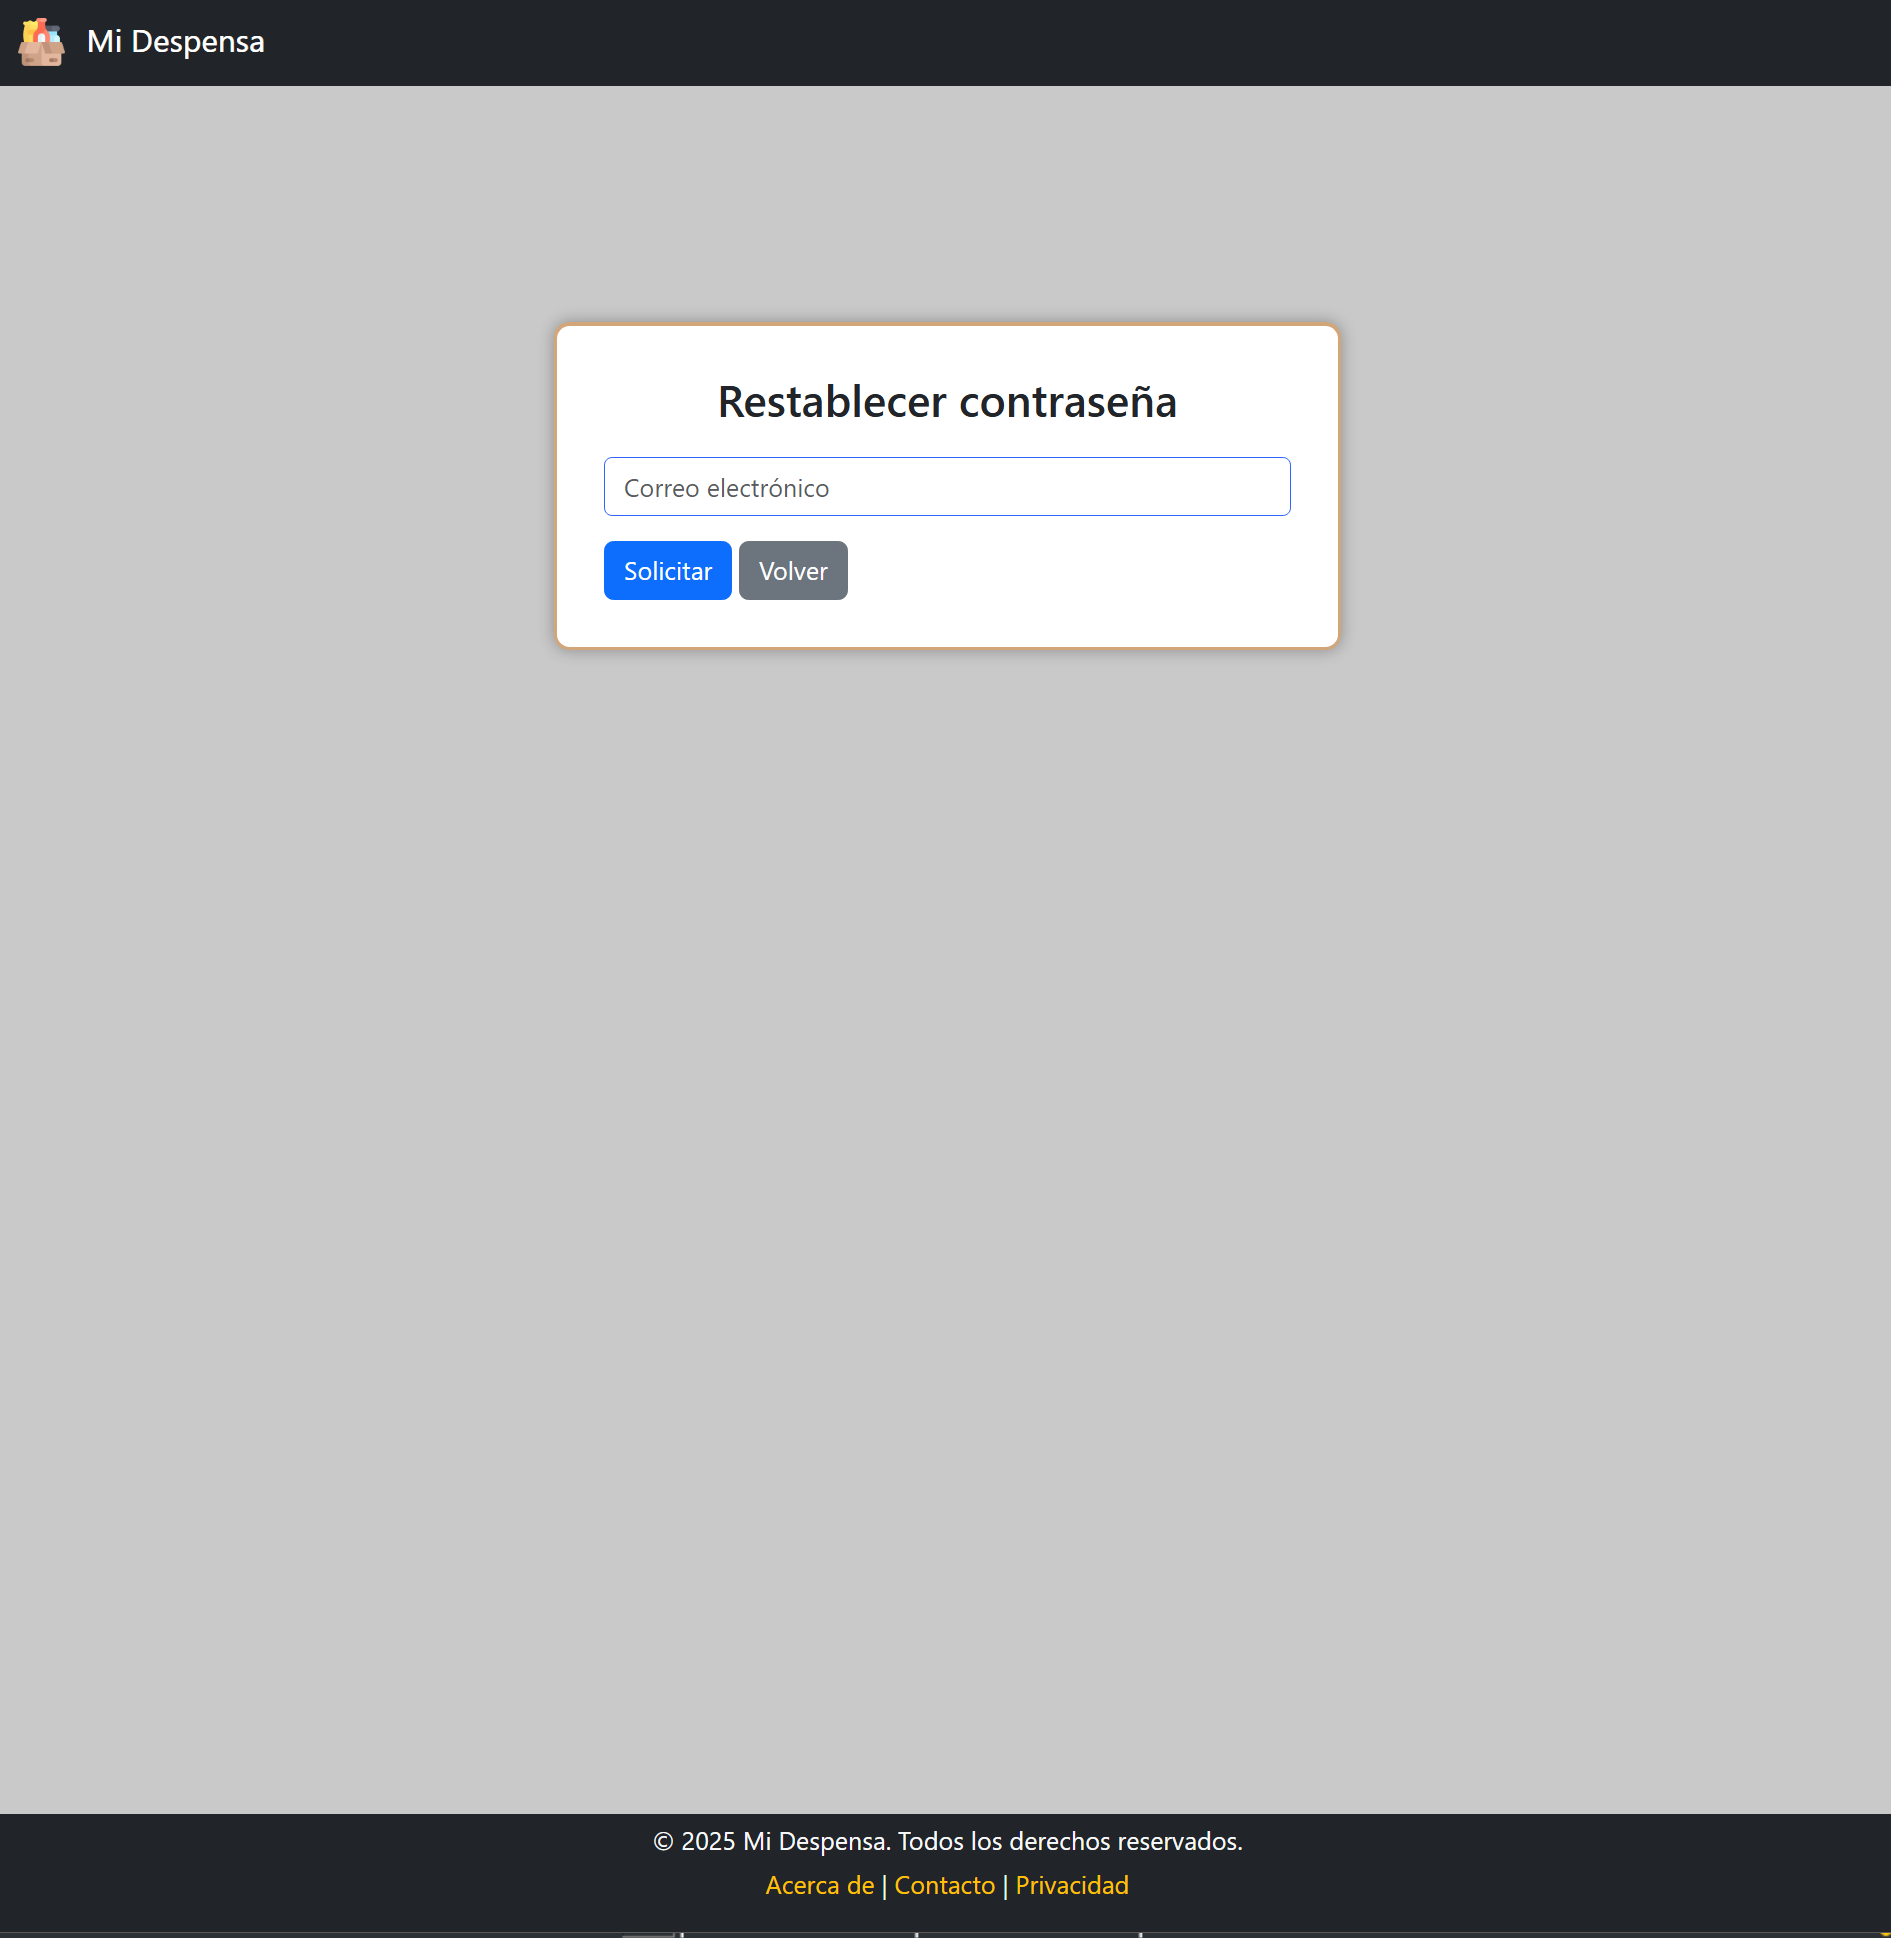 Mi Despensa
Restablecer contraseña
Correo electrónico
Solicitar Volver
© 2025 Mi Despensa. Todos los derechos reservados.
Acerca de | Contacto | Privacidad